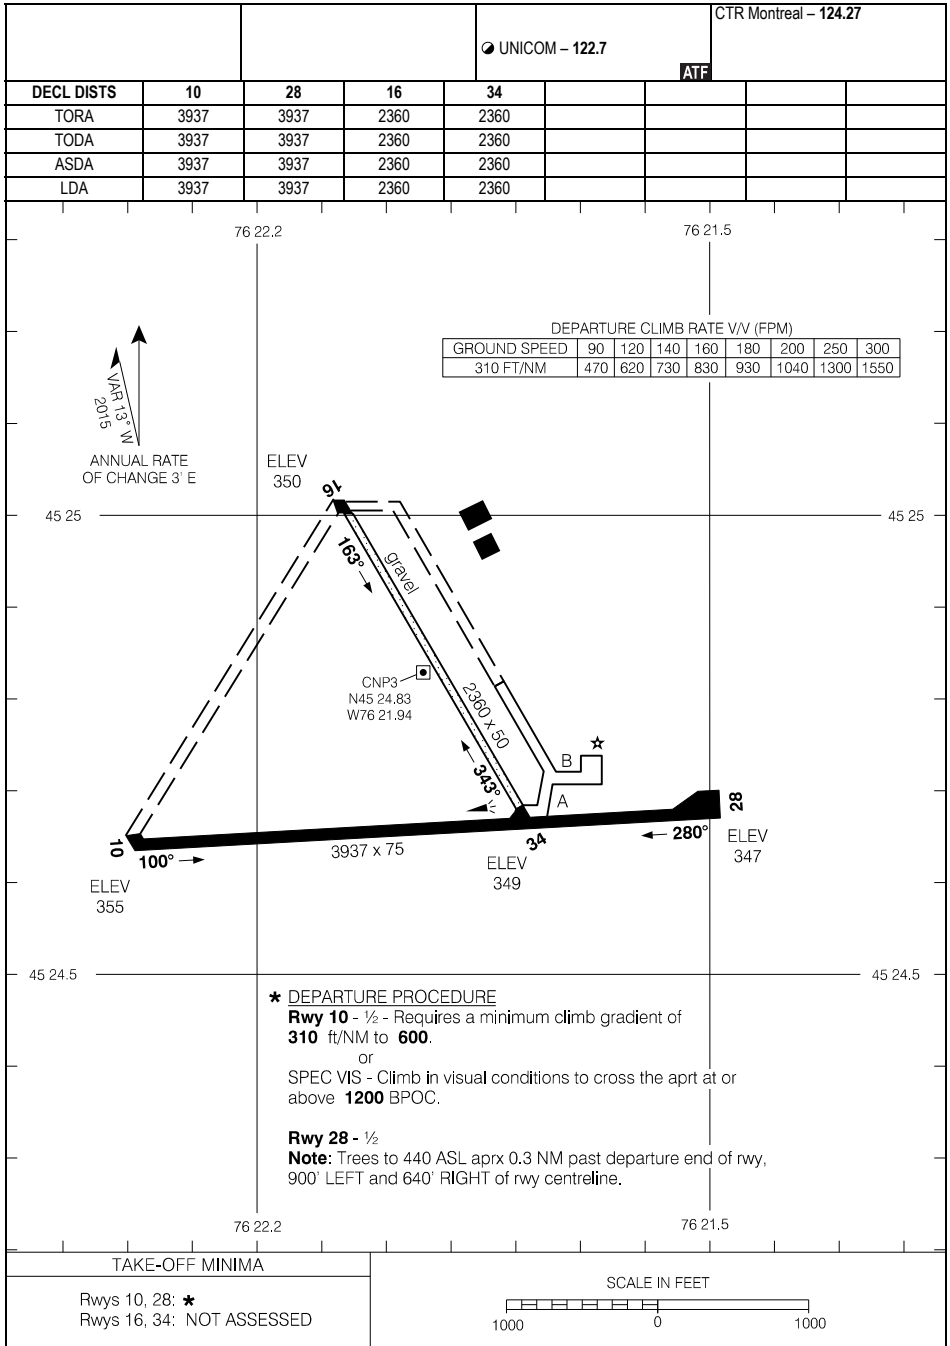 CTR Montreal – 124.27
UNICOM – 122.7
ATF
DECL DISTS 10 28 16 34
TORA 3937 3937 2360 2360
TODA 3937 3937 2360 2360
ASDA 3937 3937 2360 2360
LDA 3937 3937 2360 2360
76 22.2 76 21.5
DEPARTURE CLIMB RATE V/V (FPM)
GROUND SPEED 90 120 140 160 180 200 250 300
310 FT/NM 470 620 730 830 930 1040 1300 1550
VAR 13° W
2015
ANNUAL RATE
OF CHANGE 3' E
ELEV
350
16
45 25 45 25
163°
gravel
CNP3
N45 24.83
W76 21.94
2360 x 50
B
343°
A
28
10
100°
3937 x 75
34
280°
ELEV
347
ELEV
349
ELEV
355
45 24.5 45 24.5
* DEPARTURE PROCEDURE
Rwy 10 - ½ - Requires a minimum climb gradient of
310 ft/NM to 600.
or
SPEC VIS - Climb in visual conditions to cross the aprt at or
above 1200 BPOC.
Rwy 28 - ½
Note: Trees to 440 ASL aprx 0.3 NM past departure end of rwy,
900' LEFT and 640' RIGHT of rwy centreline.
76 22.2 76 21.5
TAKE-OFF MINIMA
Rwys 10, 28: *
Rwys 16, 34: NOT ASSESSED
SCALE IN FEET
1000 0 1000